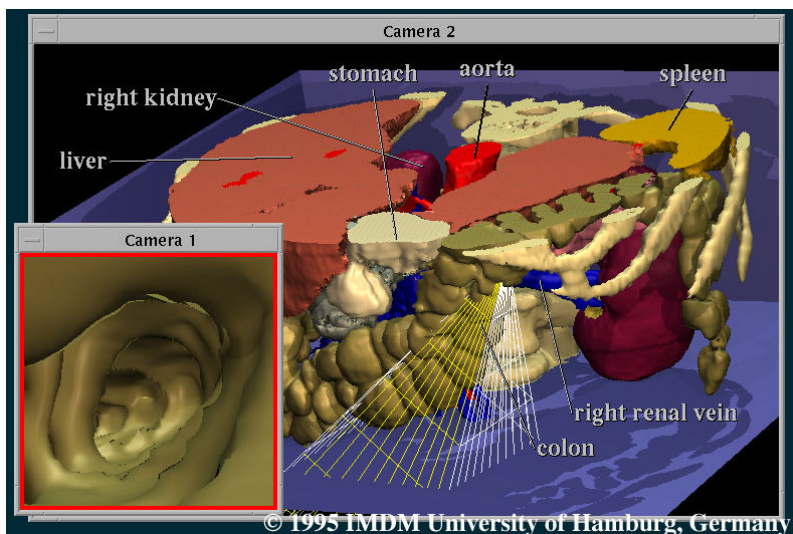 Camera 2
stomach
aorta
spleen
right kidney
liver
Camera 1
right renal vein
colon
© 1995 IMDM University of Hamburg, Germany